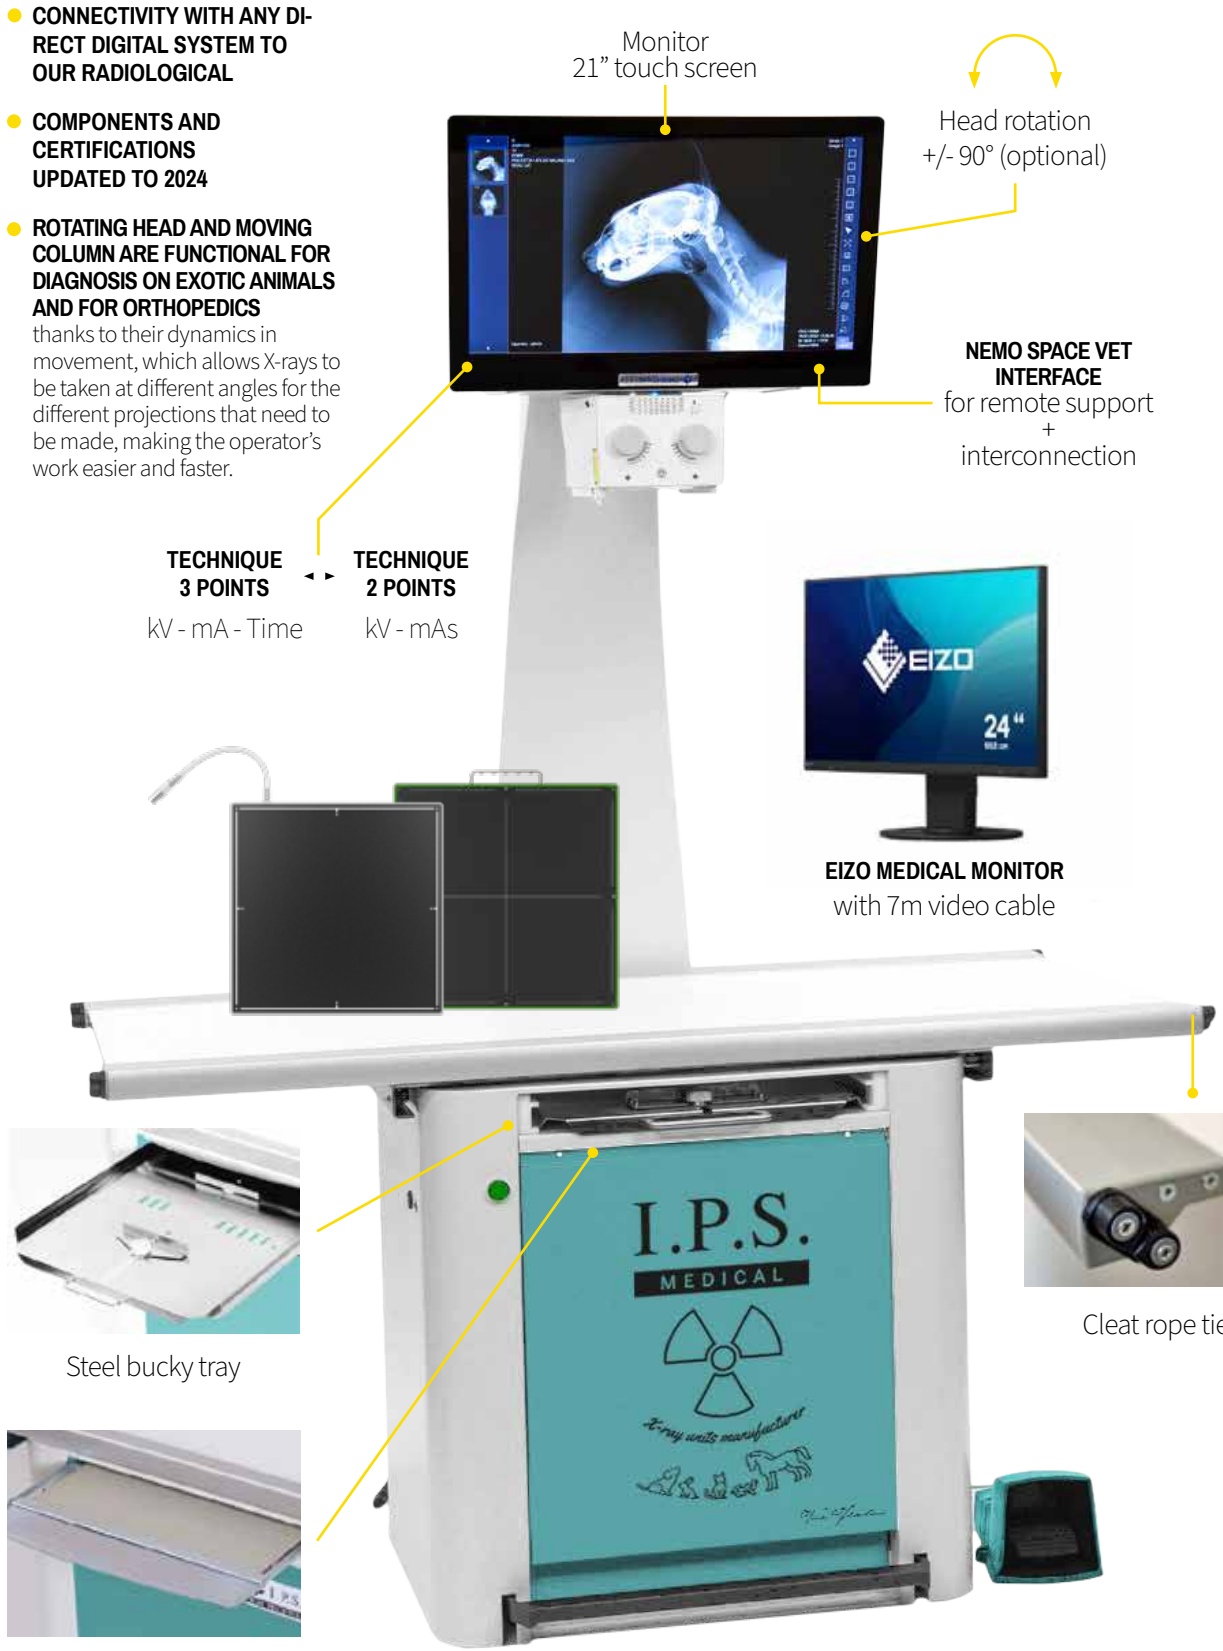 CONNECTIVITY WITH ANY DI-
RECT DIGITAL SYSTEM TO
OUR RADIOLOGICAL
COMPONENTS AND
CERTIFICATIONS
UPDATED TO 2024
ROTATING HEAD AND MOVING
COLUMN ARE FUNCTIONAL FOR
DIAGNOSIS ON EXOTIC ANIMALS
AND FOR ORTHOPEDICS
thanks to their dynamics in
movement, which allows X-rays to
be taken at different angles for the
different projections that need to
be made, making the operator's
work easier and faster.
Monitor
21” touch screen
Head rotation
+/- 90° (optional)
NEMO SPACE VET
INTERFACE
for remote support
+
interconnection
TECHNIQUE
3 POINTS
kV - mA - Time
TECHNIQUE
2 POINTS
kV - mAs
EIZO
24“
EIZO MEDICAL MONITOR
with 7m video cable
I.P.S.
MEDICAL
X-ray units manufacturer
Steel bucky tray
Cleat rope tie
I.P.S.